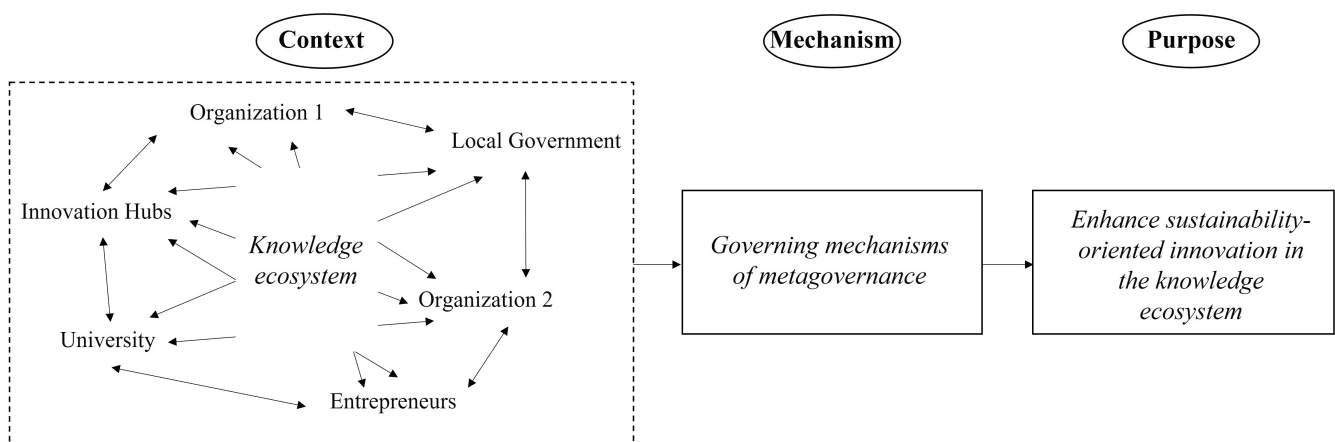 Context
Mechanism
Purpose
Organization 1
Local Government
Innovation Hubs
Knowledge
ecosystem
Organization 2
University
Entrepreneurs
Governing mechanisms
of metagovernance
Enhance sustainability-
oriented innovation in
the knowledge
ecosystem